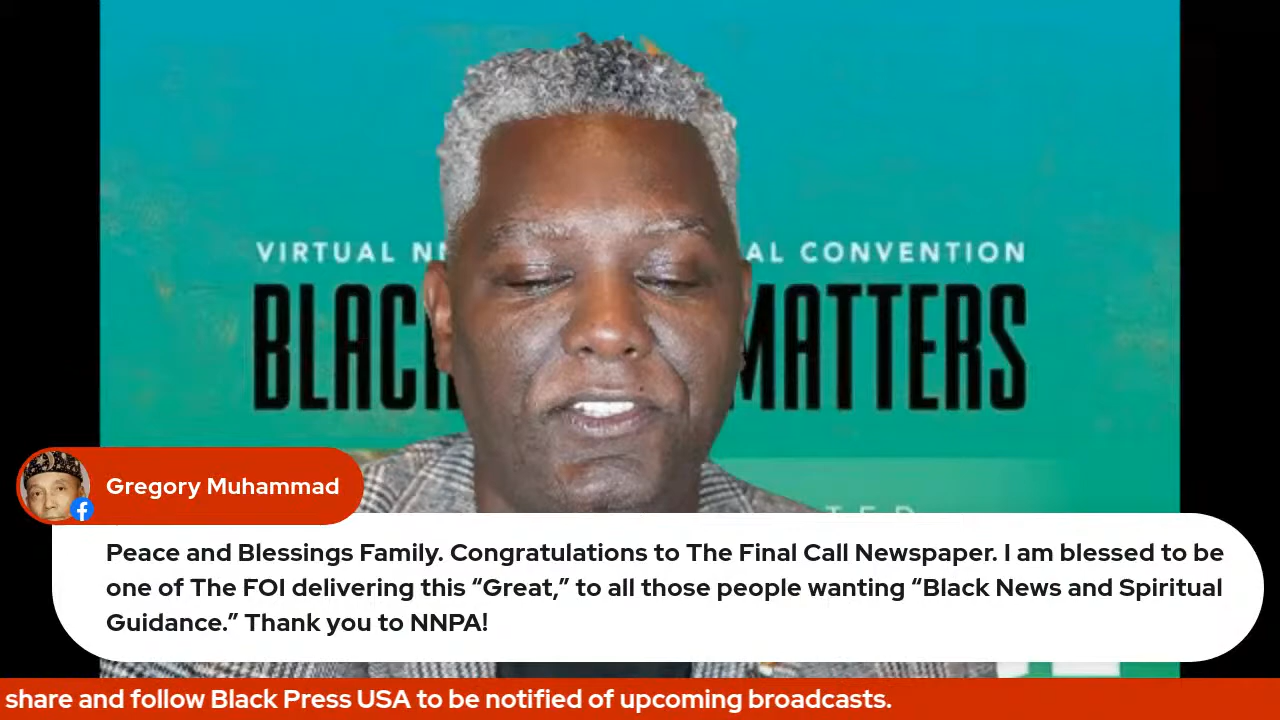 VIRTUAL NN AL CONVENTION
BLAC MATTERS
TED
Gregory Muhammad
Peace and Blessings Family. Congratulations to The Final Call Newspaper. I am blessed to be
one of The FOI delivering this “Great,” to all those people wanting “Black News and Spiritual
Guidance.” Thank you to NNPA!
share and follow Black Press USA to be notified of upcoming broadcasts.